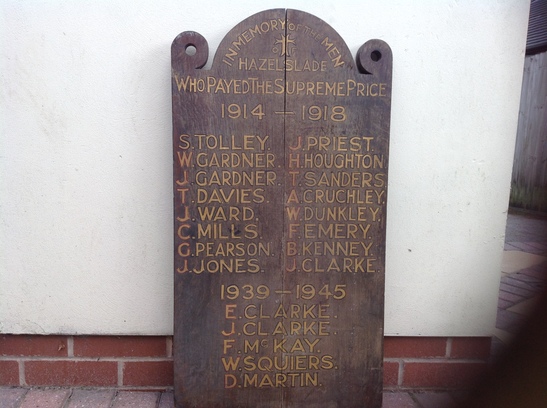 IN MEMORY OF THE MEN
OF
HAZELSLADE
WHO PAYED THE SUPREME PRICE
1914 — 1918
S. TOLLEY. J. PRIEST.
W. GARDNER. H. HOUGHTON
J. GARDNER. T. SANDERS.
T. DAVIES. A CRUCHLEY.
J. WARD. W. DUNKLEY.
C. MILLS. F. EMERY.
G. PEARSON. B. KENNEY.
J. JONES. J. CLARKE.
1939 — 1945
E. CLARKE.
J. CLARKE.
F. McKAY.
W. SQUIERS.
D. MARTIN.